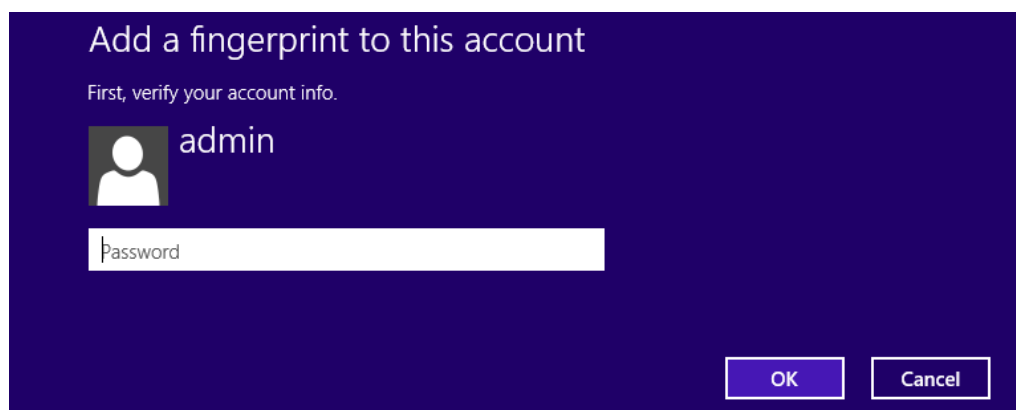 Add a fingerprint to this account
First, verify your account info.
admin
Password
OK
Cancel